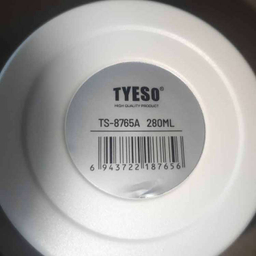 TYESO®
HIGH QUALITY PRODUCT
TS-8765A 280ML
6 943722 187656